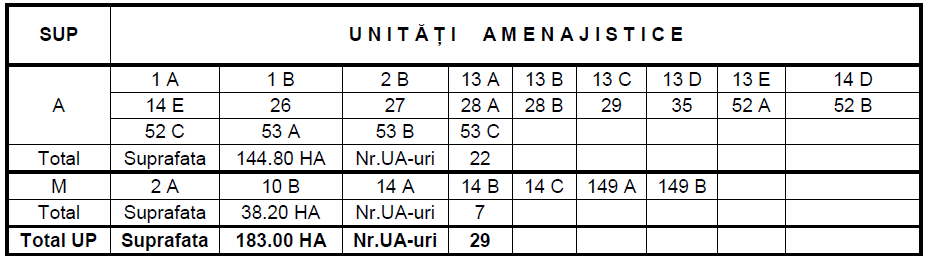 SUP UNITĂȚI AMENAJISTICE
1 A 1 B 2 B 13 A 13 B 13 C 13 D 13 E 14 D
A 14 E 26 27 28 A 28 B 29 35 52 A 52 B
52 C 53 A 53 B 53 C
Total Suprafata 144.80 HA Nr.UA-uri 22
M 2 A 10 B 14 A 14 B 14 C 149 A 149 B
Total Suprafata 38.20 HA Nr.UA-uri 7
Total UP Suprafata 183.00 HA Nr.UA-uri 29